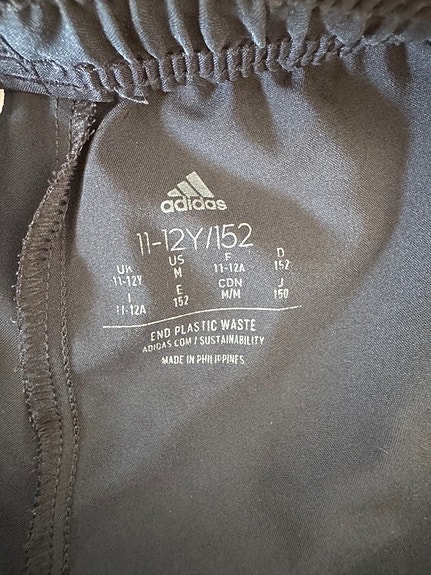 adidas
11-12Y/152
UK US F D
11-12Y M 11-12A 152
I E CDN J
11-12A 152 M/M 150
END PLASTIC WASTE
ADIDAS.COM / SUSTAINABILITY
MADE IN PHILIPPINES